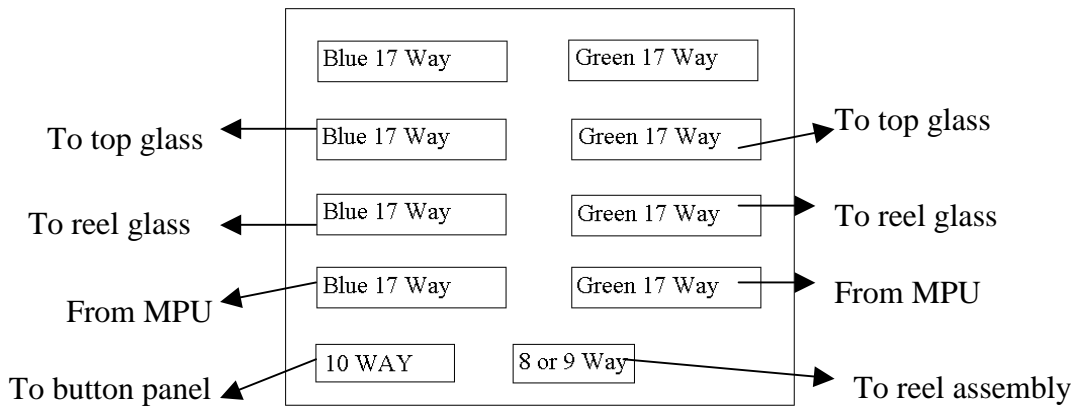 Blue 17 Way Green 17 Way
To top glass Blue 17 Way Green 17 Way To top glass
To reel glass Blue 17 Way Green 17 Way To reel glass
From MPU Blue 17 Way Green 17 Way From MPU
To button panel 10 WAY 8 or 9 Way To reel assembly